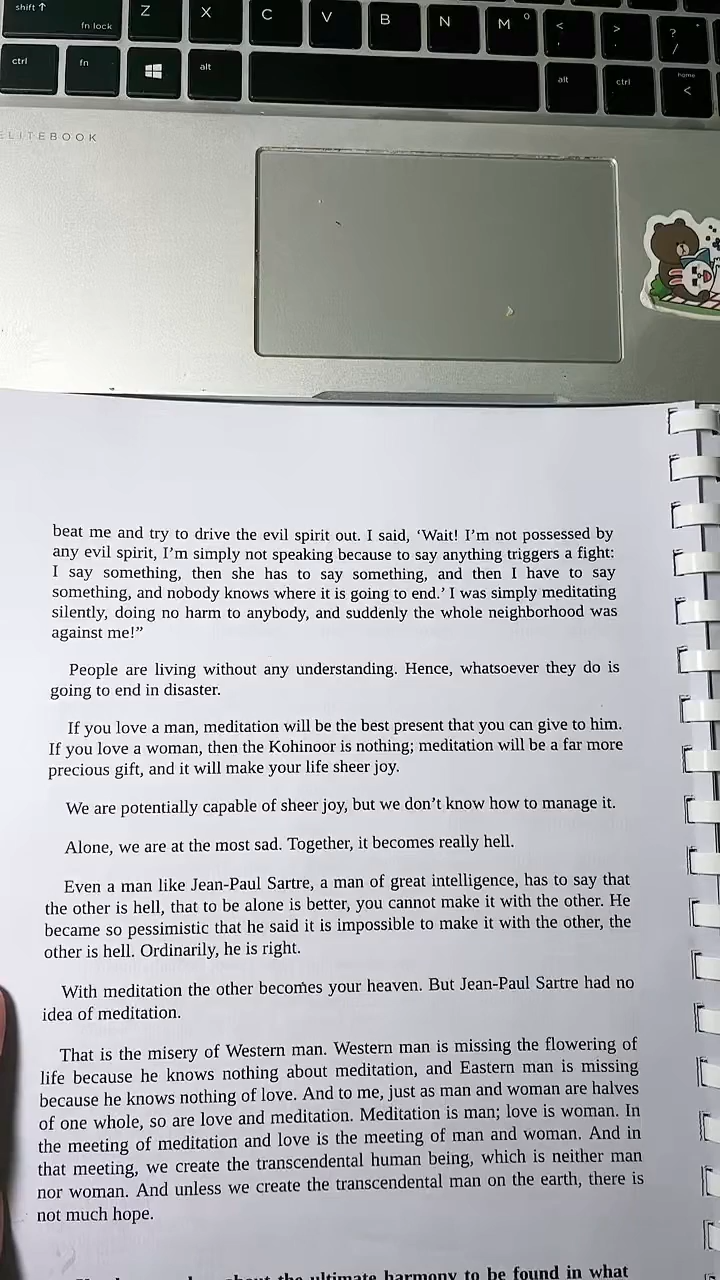 shift ↑
fn lock
Z
X
C
V
B
N
M
<
>
?
/
ctrl
fn
alt
alt
ctrl
home
<
ELITEBOOK
beat me and try to drive the evil spirit out. I said, ‘Wait! I’m not possessed by
any evil spirit, I’m simply not speaking because to say anything triggers a fight:
I say something, then she has to say something, and then I have to say
something, and nobody knows where it is going to end.’ I was simply meditating
silently, doing no harm to anybody, and suddenly the whole neighborhood was
against me!”
People are living without any understanding. Hence, whatsoever they do is
going to end in disaster.
If you love a man, meditation will be the best present that you can give to him.
If you love a woman, then the Kohinoor is nothing; meditation will be a far more
precious gift, and it will make your life sheer joy.
We are potentially capable of sheer joy, but we don’t know how to manage it.
Alone, we are at the most sad. Together, it becomes really hell.
Even a man like Jean-Paul Sartre, a man of great intelligence, has to say that
the other is hell, that to be alone is better, you cannot make it with the other. He
became so pessimistic that he said it is impossible to make it with the other, the
other is hell. Ordinarily, he is right.
With meditation the other becomes your heaven. But Jean-Paul Sartre had no
idea of meditation.
That is the misery of Western man. Western man is missing the flowering of
life because he knows nothing about meditation, and Eastern man is missing
because he knows nothing of love. And to me, just as man and woman are halves
of one whole, so are love and meditation. Meditation is man; love is woman. In
the meeting of meditation and love is the meeting of man and woman. And in
that meeting, we create the transcendental human being, which is neither man
nor woman. And unless we create the transcendental man on the earth, there is
not much hope.
about the ultimate harmony to be found in what